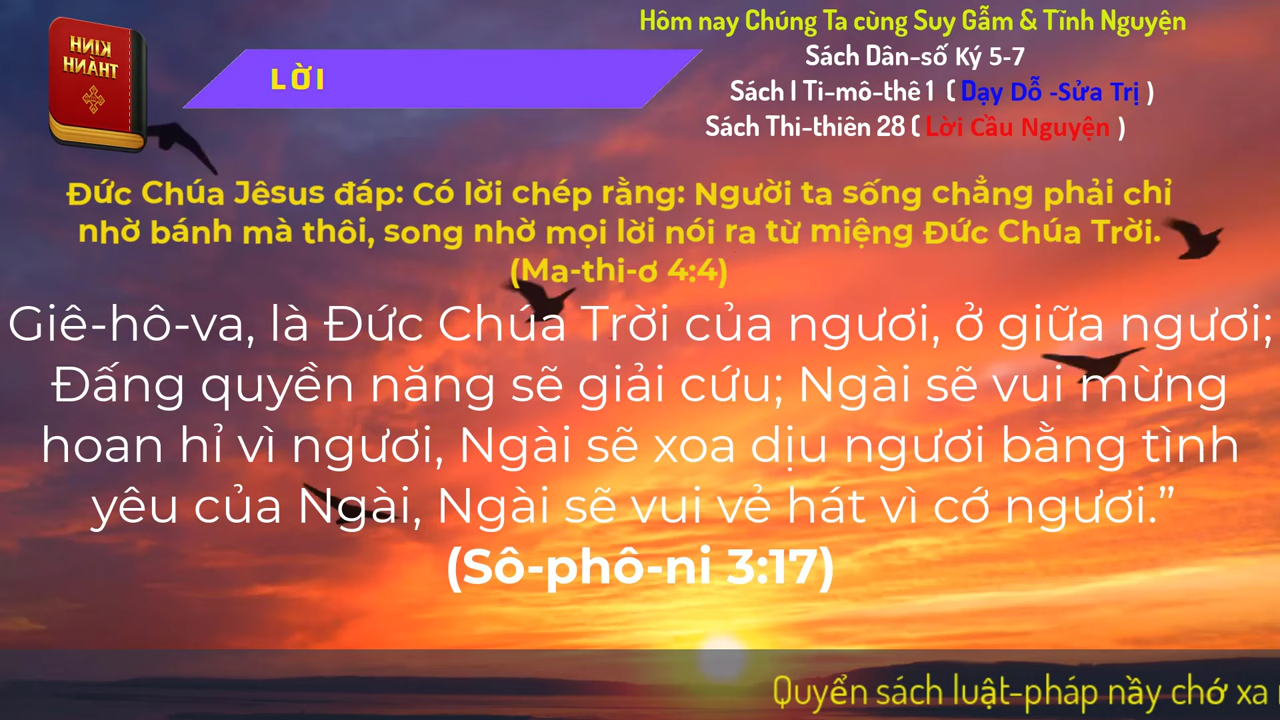 KINH
THÀNH
LỜI
Hôm nay Chúng Ta cùng Suy Gẫm & Tĩnh Nguyện
Sách Dân-số Ký 5-7
Sách I Ti-mô-thê 1 ( Dạy Dỗ -Sửa Trị )
Sách Thi-thiên 28 ( Lời Cầu Nguyện )
Đức Chúa Jêsus đáp: Có lời chép rằng: Người ta sống chẳng phải chỉ
nhờ bánh mà thôi, song nhờ mọi lời nói ra từ miệng Đức Chúa Trời.
(Ma-thi-ơ 4:4)
Giê-hô-va, là Đức Chúa Trời của ngươi, ở giữa ngươi;
Đấng quyền năng sẽ giải cứu; Ngài sẽ vui mừng
hoan hỉ vì ngươi, Ngài sẽ xoa dịu ngươi bằng tình
yêu của Ngài, Ngài sẽ vui vẻ hát vì cớ ngươi.”
(Sô-phô-ni 3:17)
Quyển sách luật-pháp nầy chớ xa